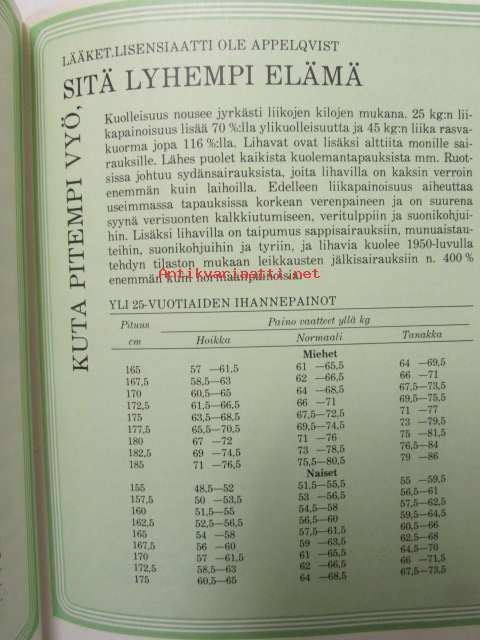 LÄÄKET.LISENSIAATTI OLE APPELQVIST
KUTA PITEMPI VYÖ,
SITÄ LYHEMPI ELÄMÄ
Kuolleisuus nousee jyrkästi liikojen kilojen mukana. 25 kg:n lii-
kapainoisuus lisää 70 %:lla ylikuolleisuutta ja 45 kg:n liika rasva-
kuorma jopa 116 %:lla. Lihavat ovat lisäksi alttiita monille sai-
rauksille. Lähes puolet kaikista kuolemantapauksista mm. Ruot-
sissa johtuu sydänsairauksista, joita lihavilla on kaksin verroin
enemmän kuin laihoilla. Edelleen liikapainoisuus aiheuttaa
useimmassa tapauksissa korkean verenpaineen ja on suurena
syynä verisuonten kalkkiutumiseen, veritulppiin ja suonikohjui-
hin. Lisäksi lihavilla on taipumus sappisairauksiin, munuaistau-
teihin, suonikohjuihin ja tyriin, ja lihavia kuolee 1950-luvulla
tehdyn tilaston mukaan leikkausten jälkisairauksiin n. 400 %
enemmän kuin normaalipainoisia.
Antikvariaatti.net
YLI 25-VUOTIAIDEN IHANNEPAINOT
Pituus Paino vaatteet yllä kg
cm Hoikka Normaali Tanakka
Miehet
165 57 —61,5 61 —65,5 64 —69,5
167,5 58,5—63 62 —66,5 66 —71
170 60,5—65 64 —68,5 67,5—73,5
172,5 61,5—66,5 66 —71 69,5—75,5
175 63,5—68,5 67,5—72,5 71 —77
177,5 65,5—70,5 69,5—74,5 73 —79,5
180 67 —72 71 —76 75 —81,5
182,5 69 —74,5 73 —78,5 76,5—84
185 71 —76,5 75,5—80,5 79 —86
Naiset
155 48,5—52 51,5—55,5 55 —59,5
157,5 50 —53,5 53 —56,5 56,5—61
160 51,5—55 54,5—58 57,5—62,5
162,5 52,5—56,5 56,5—60 59,5—64,5
165 54 —58 57,5—61,5 60,5—66
167,5 56 —60 59 —63,5 62,5—68
170 57 —61,5 61 —65,5 64,5—70
172,5 58,5—63 62 —66,5 66 —71,5
175 60,5—65 64 —68,5 67,5—73,5